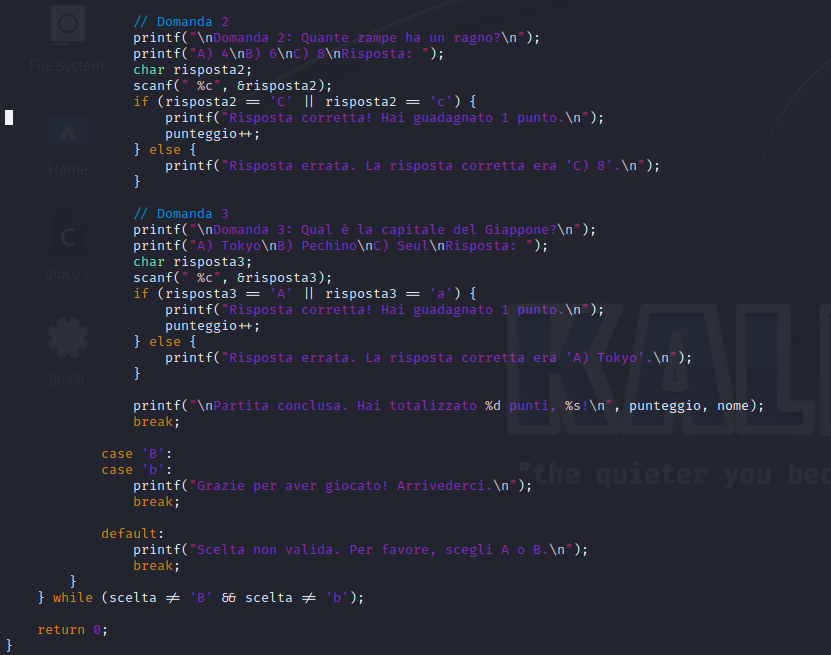 // Domanda 2
printf("\nDomanda 2: Quante zampe ha un ragno?\n");
printf("A) 4\nB) 6\nC) 8\nRisposta: ");
char risposta2;
scanf(" %c", &risposta2);
if (risposta2 == 'C' || risposta2 == 'c') {
printf("Risposta corretta! Hai guadagnato 1 punto.\n");
punteggio++;
} else {
printf("Risposta errata. La risposta corretta era 'C) 8'.\n");
}
// Domanda 3
printf("\nDomanda 3: Qual è la capitale del Giappone?\n");
printf("A) Tokyo\nB) Pechino\nC) Seul\nRisposta: ");
char risposta3;
scanf(" %c", &risposta3);
if (risposta3 == 'A' || risposta3 == 'a') {
printf("Risposta corretta! Hai guadagnato 1 punto.\n");
punteggio++;
} else {
printf("Risposta errata. La risposta corretta era 'A) Tokyo'.\n");
}
printf("\nPartita conclusa. Hai totalizzato %d punti, %s!\n", punteggio, nome);
break;
case 'B':
case 'b':
printf("Grazie per aver giocato! Arrivederci.\n");
break;
default:
printf("Scelta non valida. Per favore, scegli A o B.\n");
break;
}
} while (scelta != 'B' && scelta != 'b');
return 0;
}
File System
Home
C
gioco.c
gioco
KAL
"the quieter you bec